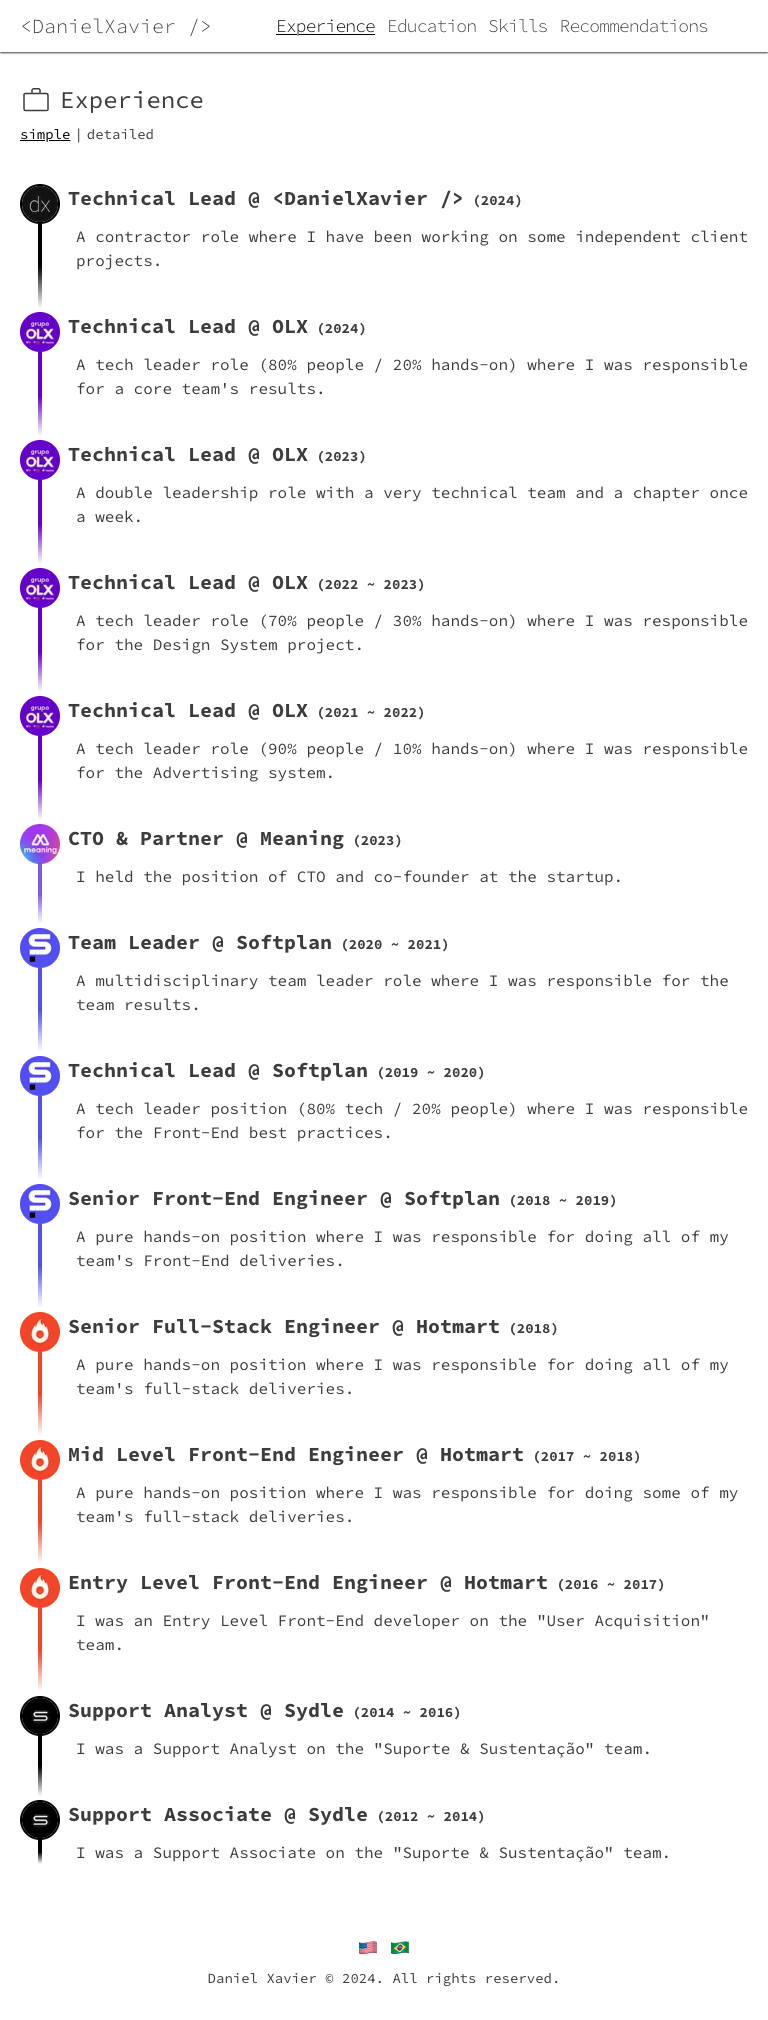 <DanielXavier />
Experience Education Skills Recommendations
Experience
simple | detailed
dx
Technical Lead @ <DanielXavier /> (2024)
A contractor role where I have been working on some independent client
projects.
grupo
OLX
Technical Lead @ OLX (2024)
A tech leader role (80% people / 20% hands-on) where I was responsible
for a core team's results.
grupo
OLX
Technical Lead @ OLX (2023)
A double leadership role with a very technical team and a chapter once
a week.
grupo
OLX
Technical Lead @ OLX (2022 ~ 2023)
A tech leader role (70% people / 30% hands-on) where I was responsible
for the Design System project.
grupo
OLX
Technical Lead @ OLX (2021 ~ 2022)
A tech leader role (90% people / 10% hands-on) where I was responsible
for the Advertising system.
meaning
CTO & Partner @ Meaning (2023)
I held the position of CTO and co-founder at the startup.
Team Leader @ Softplan (2020 ~ 2021)
A multidisciplinary team leader role where I was responsible for the
team results.
Technical Lead @ Softplan (2019 ~ 2020)
A tech leader position (80% tech / 20% people) where I was responsible
for the Front-End best practices.
Senior Front-End Engineer @ Softplan (2018 ~ 2019)
A pure hands-on position where I was responsible for doing all of my
team's Front-End deliveries.
Senior Full-Stack Engineer @ Hotmart (2018)
A pure hands-on position where I was responsible for doing all of my
team's full-stack deliveries.
Mid Level Front-End Engineer @ Hotmart (2017 ~ 2018)
A pure hands-on position where I was responsible for doing some of my
team's full-stack deliveries.
Entry Level Front-End Engineer @ Hotmart (2016 ~ 2017)
I was an Entry Level Front-End developer on the "User Acquisition"
team.
Support Analyst @ Sydle (2014 ~ 2016)
I was a Support Analyst on the "Suporte & Sustentação" team.
Support Associate @ Sydle (2012 ~ 2014)
I was a Support Associate on the "Suporte & Sustentação" team.
Daniel Xavier © 2024. All rights reserved.